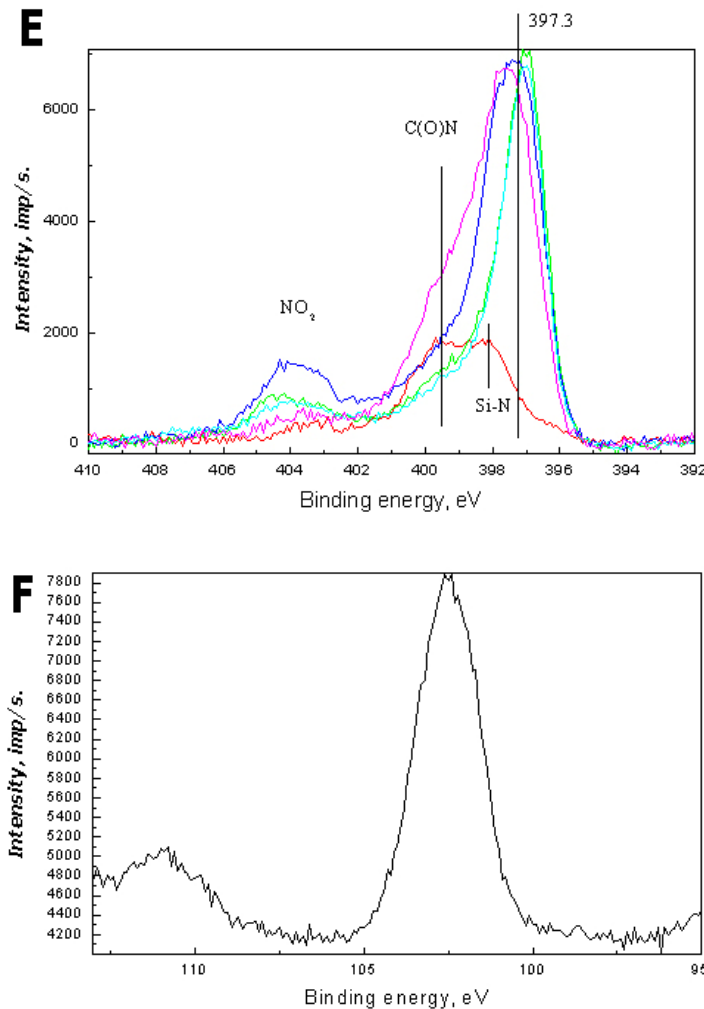 E
397.3
C(O)N
NO₂
Si-N
Intensity, imp/s.
6000
4000
2000
0
410 408 406 404 402 400 398 396 394 392
Binding energy, eV
F
Intensity, imp/s.
7800
7600
7400
7200
7000
6800
6600
6400
6200
6000
5800
5600
5400
5200
5000
4800
4600
4400
4200
110 105 100 95
Binding energy, eV